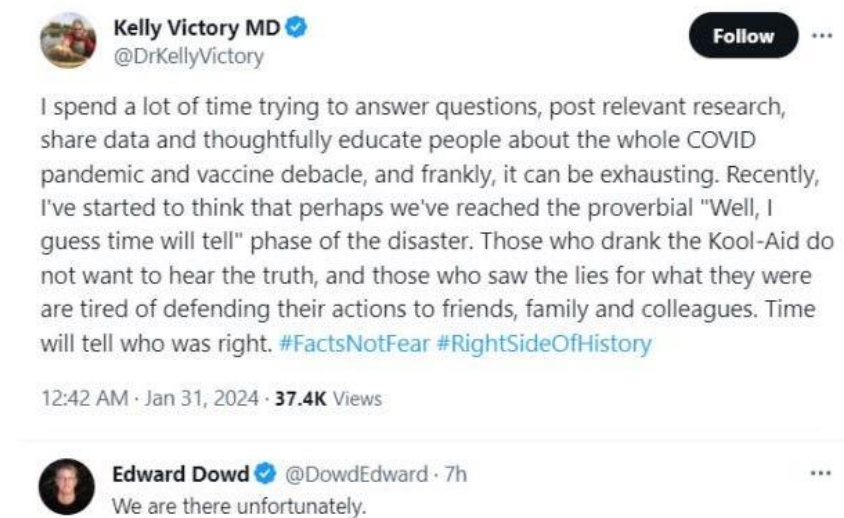 Kelly Victory MD
Follow
@DrKellyVictory
I spend a lot of time trying to answer questions, post relevant research,
share data and thoughtfully educate people about the whole COVID
pandemic and vaccine debacle, and frankly, it can be exhausting. Recently,
I've started to think that perhaps we've reached the proverbial "Well, I
guess time will tell" phase of the disaster. Those who drank the Kool-Aid do
not want to hear the truth, and those who saw the lies for what they were
are tired of defending their actions to friends, family and colleagues. Time
will tell who was right. #FactsNotFear #RightSideOfHistory
12:42 AM · Jan 31, 2024 · 37.4K Views
Edward Dowd @DowdEdward · 7h
We are there unfortunately.